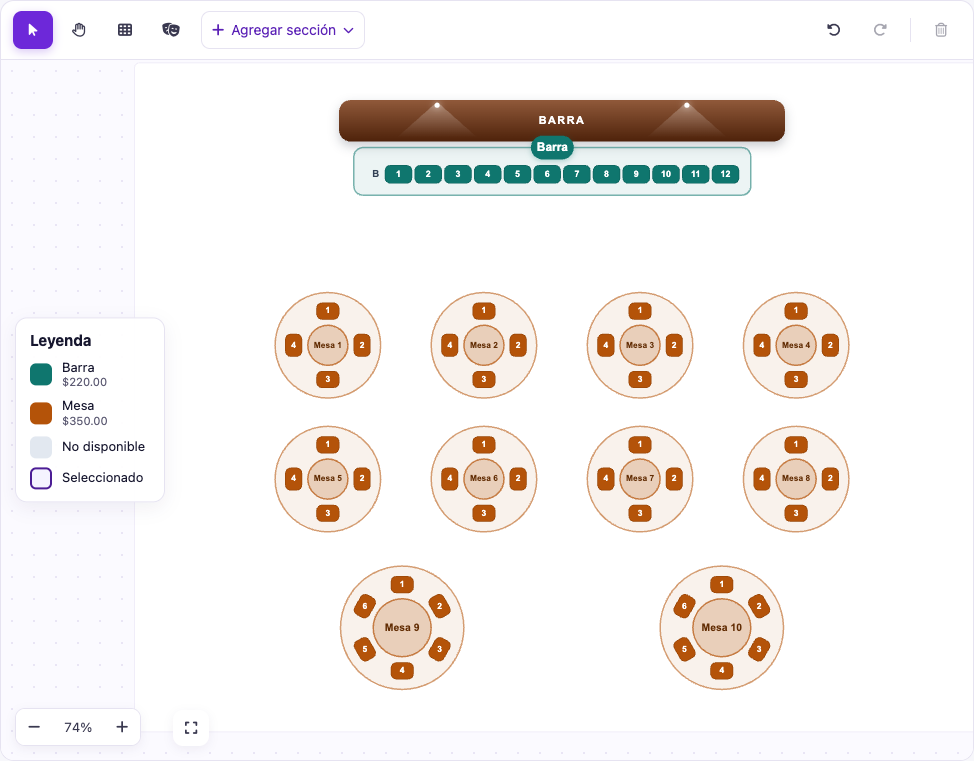 Agregar sección
BARRA
Barra
B 1 2 3 4 5 6 7 8 9 10 11 12
1
4 Mesa 1 2
3
1
4 Mesa 2 2
3
1
4 Mesa 3 2
3
1
4 Mesa 4 2
3
Leyenda
Barra
$220.00
Mesa
$350.00
No disponible
Seleccionado
1
4 Mesa 5 2
3
1
4 Mesa 6 2
3
1
4 Mesa 7 2
3
1
4 Mesa 8 2
3
1
6 2
Mesa 9
5 3
4
1
6 2
Mesa 10
5 3
4
74%